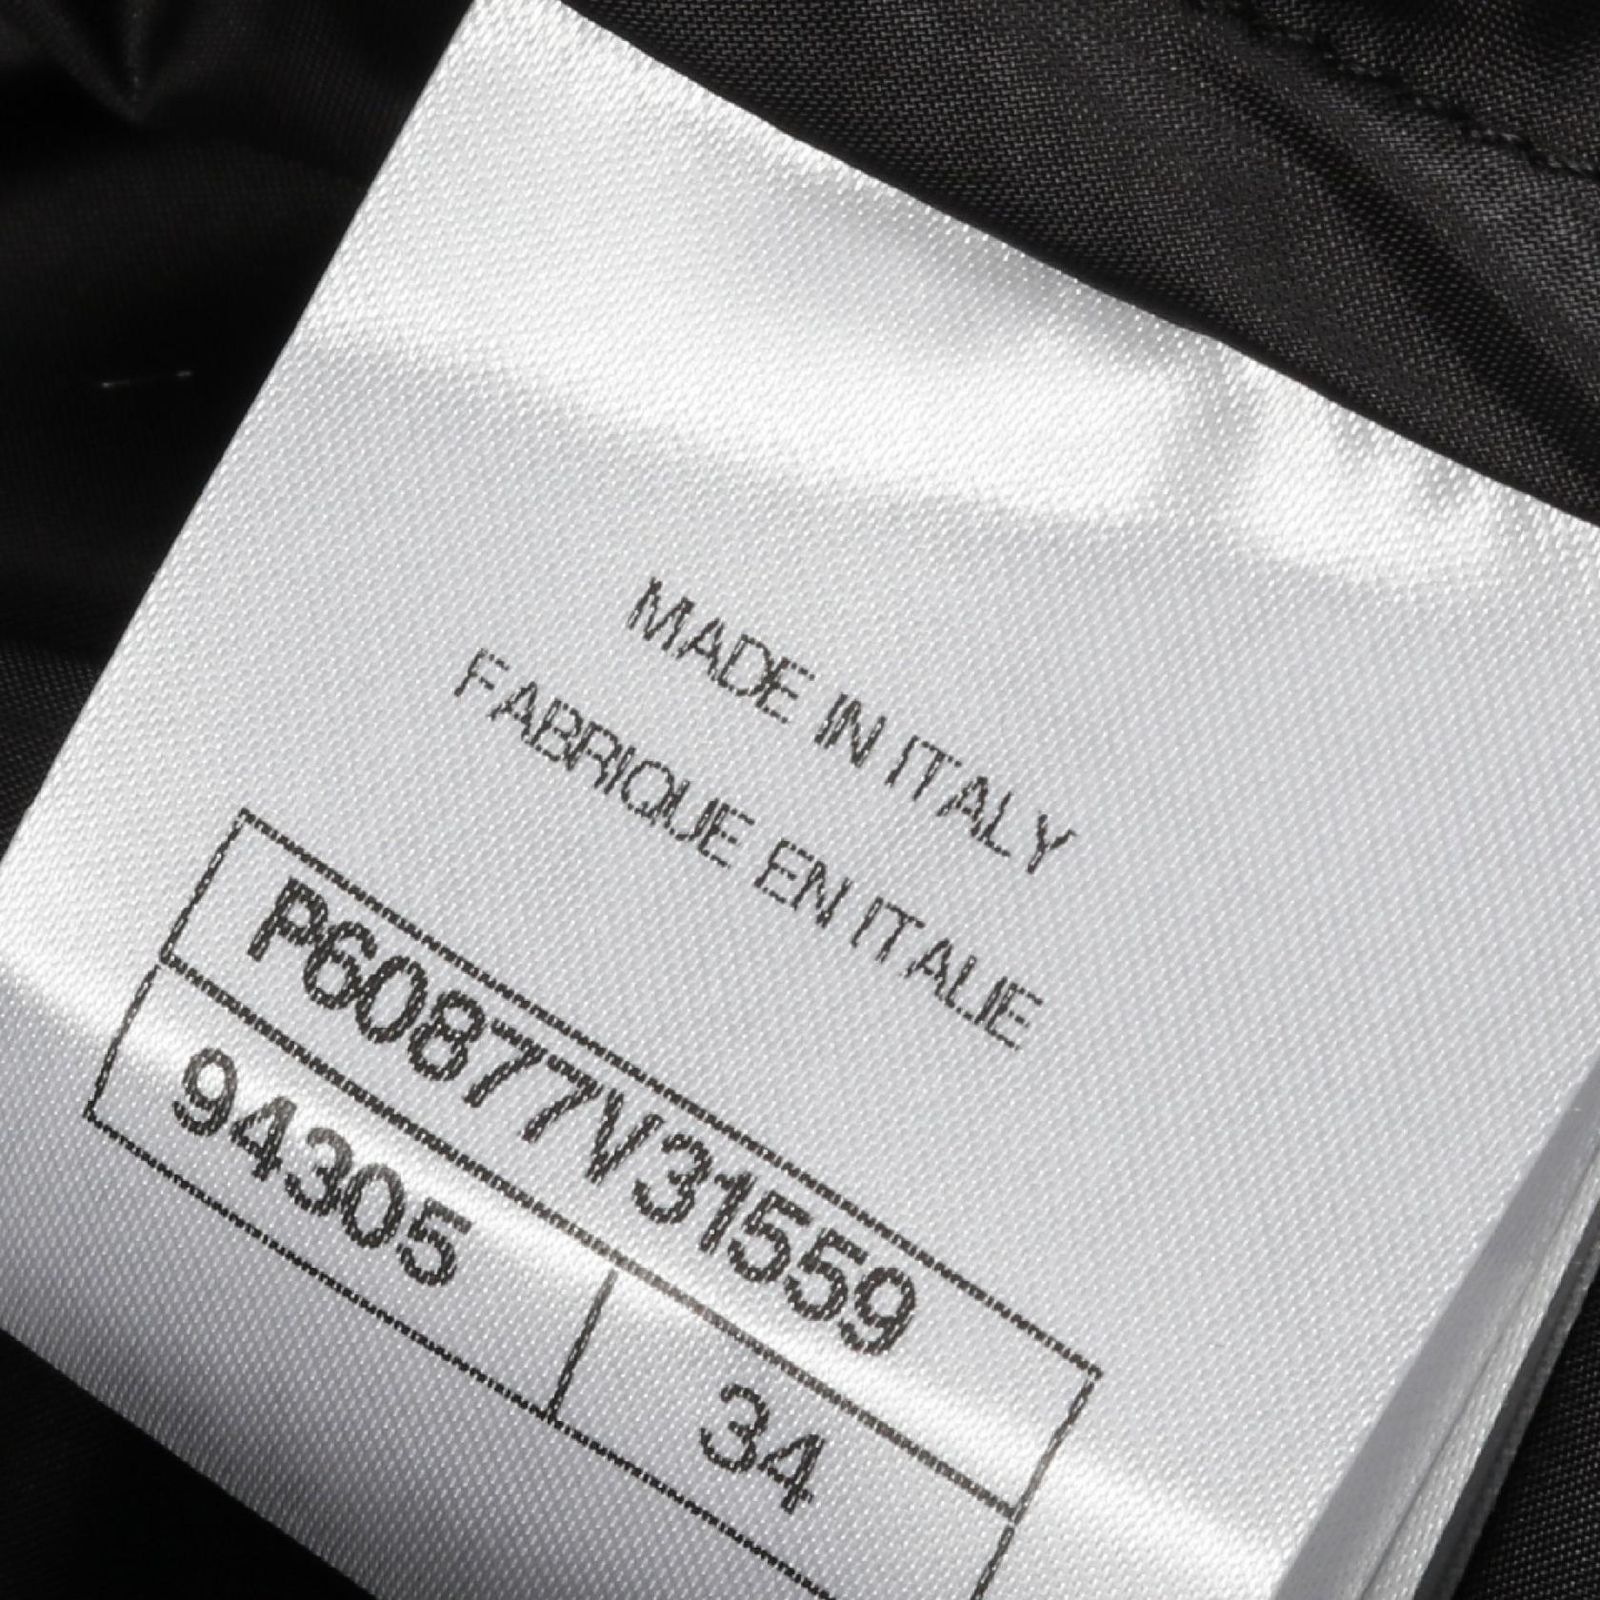 MADE IN ITALY
FABRIQUE EN ITALIE
P60877V31559
94305 34